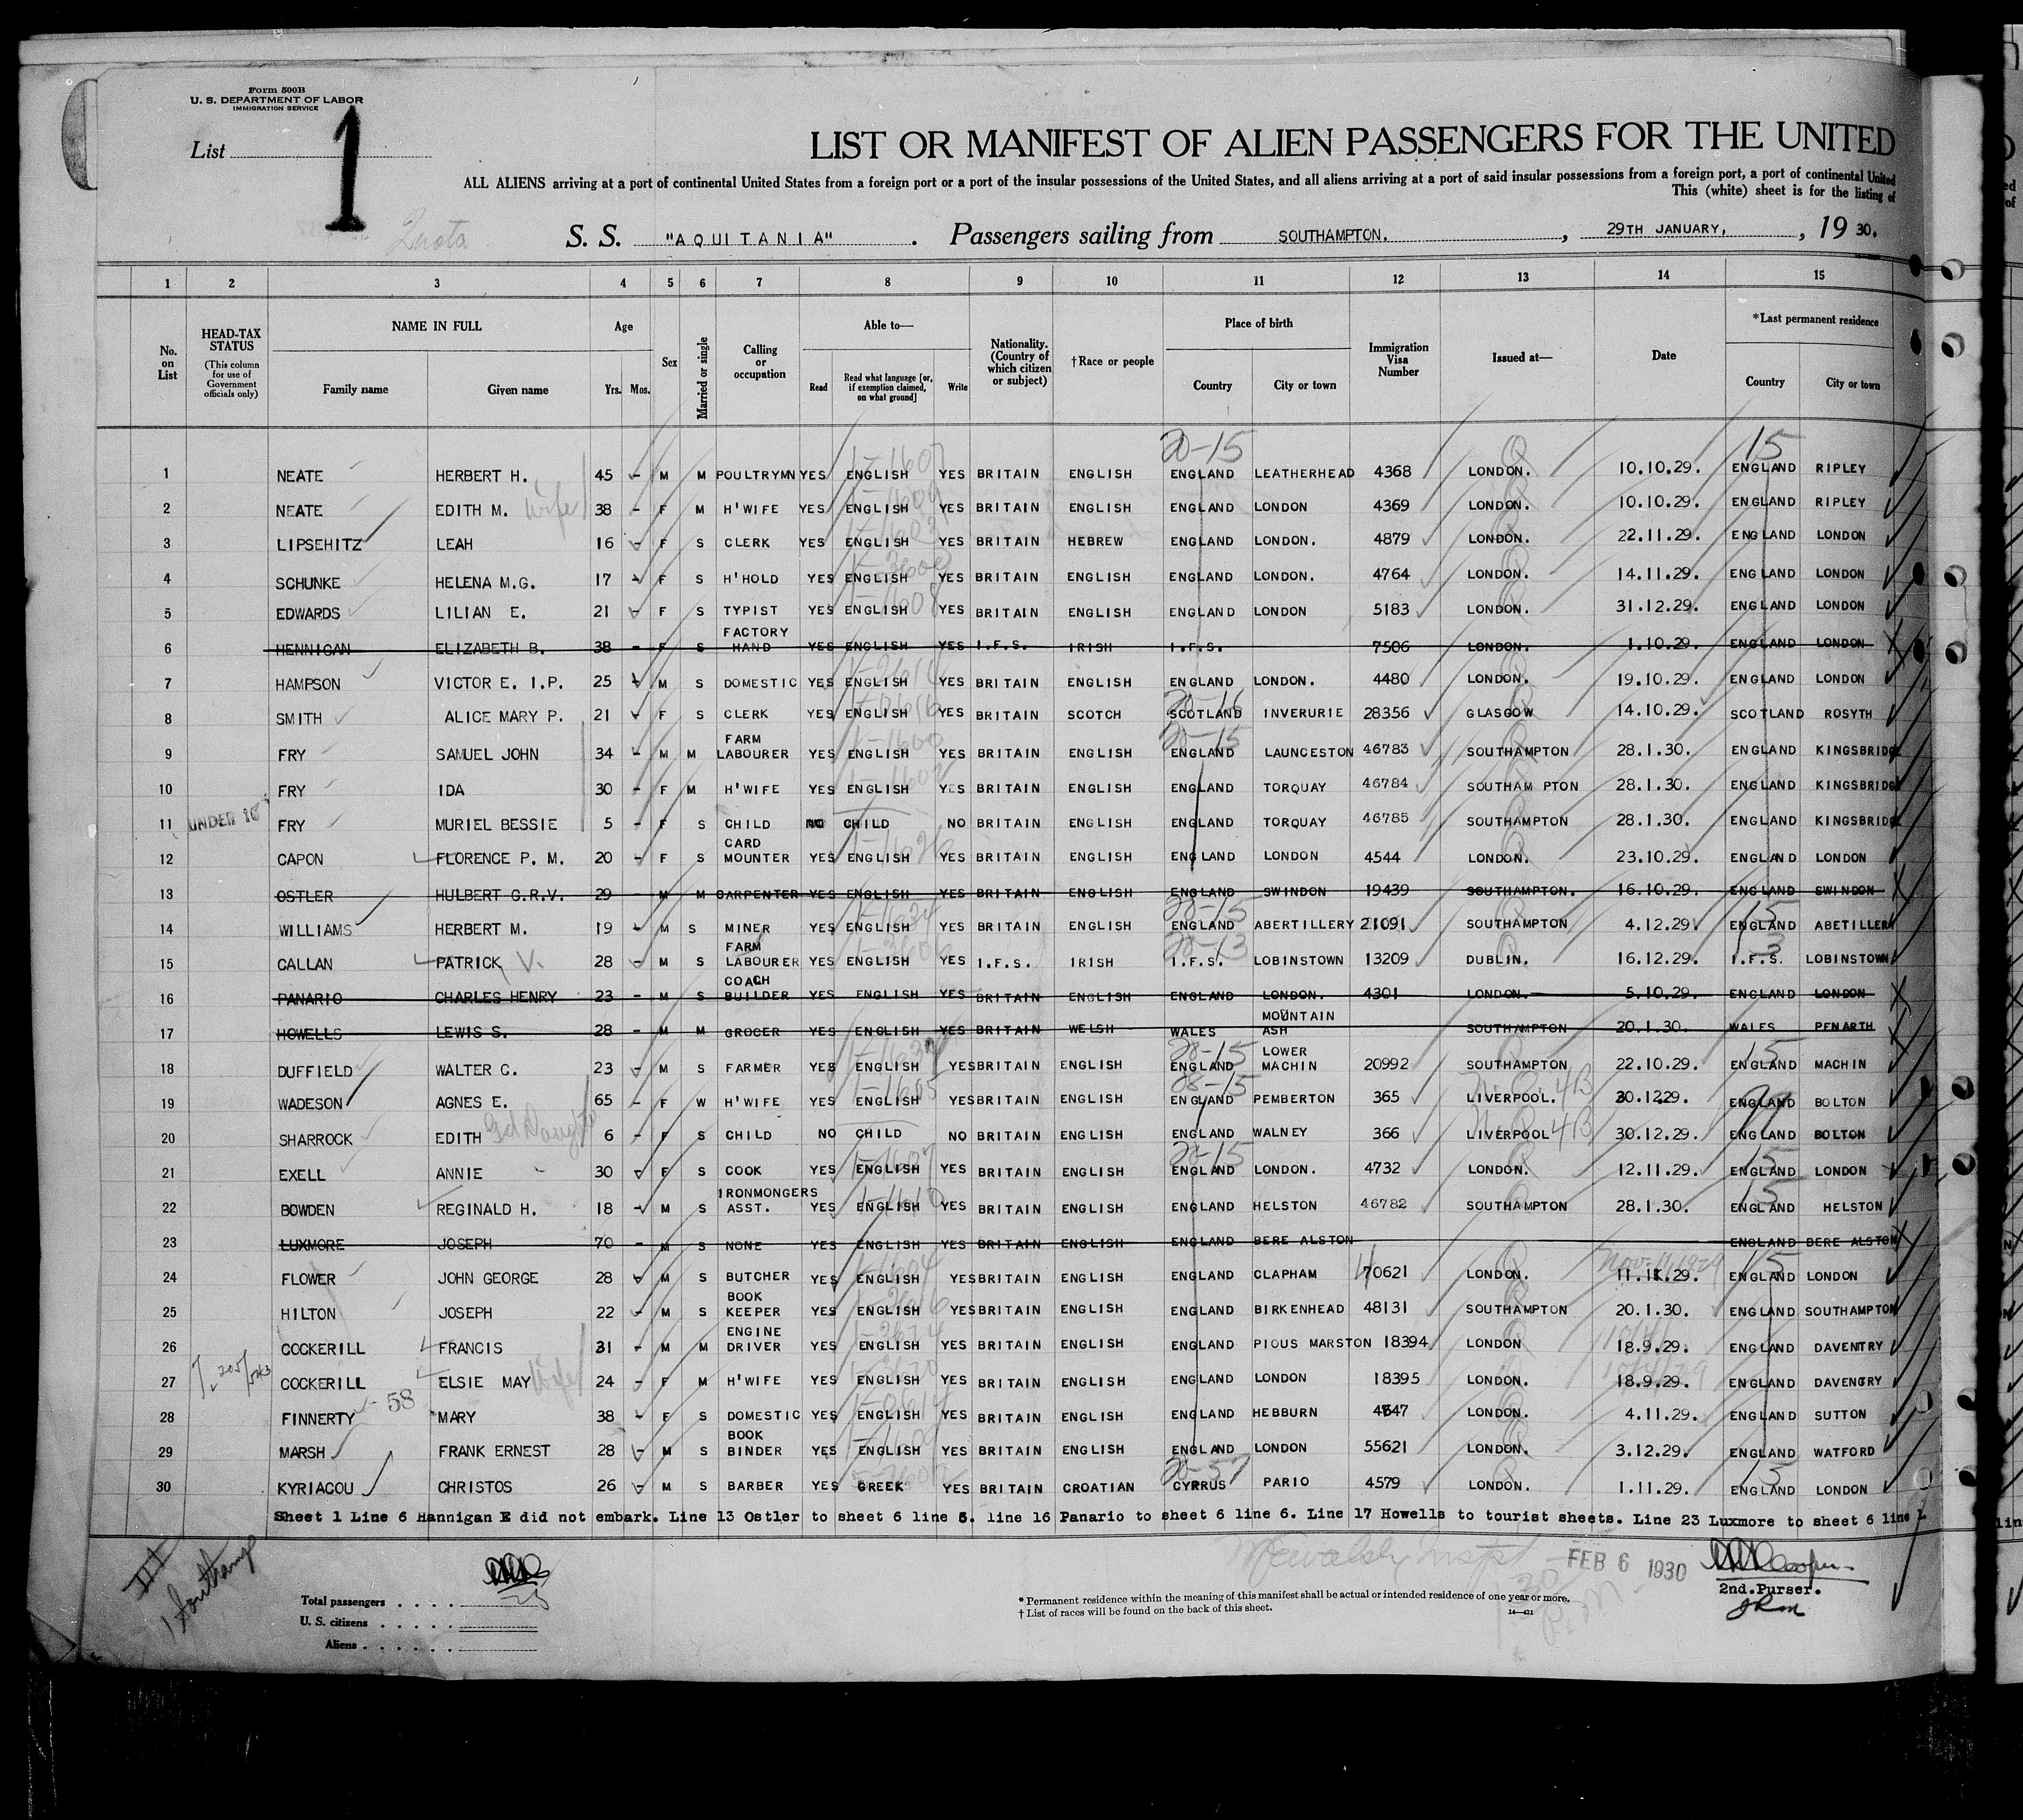 Form 500B
U. S. DEPARTMENT OF LABOR
IMMIGRATION SERVICE
List 1
LIST OR MANIFEST OF ALIEN PASSENGERS FOR THE UNITED
ALL ALIENS arriving at a port of continental United States from a foreign port or a port of the insular possessions of the United States, and all aliens arriving at a port of said insular possessions from a foreign port, a port of continental United
This (white) sheet is for the listing of
Quota S. S. "AQUITANIA" . Passengers sailing from SOUTHAMPTON. , 29TH JANUARY, , 19 30.
1 2 3 4 5 6 7 8 9 10 11 12 13 14 15
No. on List HEAD-TAX STATUS (This column for use of Government officials only) NAME IN FULL Family name Given name Age Yrs. Mos. Sex Married or single Calling or occupation Able to— Read Read what language [or, if exemption claimed, on what ground] Write Nationality. (Country of which citizen or subject) †Race or people Place of birth Country City or town Immigration Visa Number Issued at— Date *Last permanent residence Country City or town
20-15 15
1 NEATE HERBERT H. 45 - M M POULTRYMN YES ENGLISH YES BRITAIN ENGLISH ENGLAND LEATHERHEAD 4368 LONDON. 10.10.29. ENGLAND RIPLEY
2 NEATE EDITH M. wife 38 - F M H'WIFE YES ENGLISH YES BRITAIN ENGLISH ENGLAND LONDON 4369 LONDON. 10.10.29. ENGLAND RIPLEY
3 LIPSEHITZ LEAH 16 - F S CLERK YES ENGLISH YES BRITAIN HEBREW ENGLAND LONDON. 4879 LONDON. 22.11.29. ENGLAND LONDON
4 SCHUNKE HELENA M.G. 17 - F S H'HOLD YES ENGLISH YES BRITAIN ENGLISH ENGLAND LONDON. 4764 LONDON. 14.11.29. ENGLAND LONDON
5 EDWARDS LILIAN E. 21 - F S TYPIST YES ENGLISH YES BRITAIN ENGLISH ENGLAND LONDON 5183 LONDON. 31.12.29. ENGLAND LONDON
6 HENNIGAN ELIZABETH B. 38 - F S FACTORY HAND YES ENGLISH YES I.F.S. IRISH I.F.S. 7506 LONDON. 1.10.29. ENGLAND LONDON
7 HAMPSON VICTOR E. I.P. 25 - M S DOMESTIC YES ENGLISH YES BRITAIN ENGLISH ENGLAND LONDON. 4480 LONDON. 19.10.29. ENGLAND LONDON
8 SMITH ALICE MARY P. 21 - F S CLERK YES ENGLISH YES BRITAIN SCOTCH SCOTLAND INVERURIE 28356 GLASGOW 14.10.29. SCOTLAND ROSYTH
9 FRY SAMUEL JOHN 34 - M M FARM LABOURER YES ENGLISH YES BRITAIN ENGLISH ENGLAND LAUNCESTON 46783 SOUTHAMPTON 28.1.30. ENGLAND KINGSBRIDGE
10 FRY IDA 30 - F M H'WIFE YES ENGLISH YES BRITAIN ENGLISH ENGLAND TORQUAY 46784 SOUTHAM PTON 28.1.30. ENGLAND KINGSBRIDGE
11 UNDER 16 FRY MURIEL BESSIE 5 - F S CHILD NO CHILD NO BRITAIN ENGLISH ENGLAND TORQUAY 46785 SOUTHAMPTON 28.1.30. ENGLAND KINGSBRIDGE
12 CAPON FLORENCE P. M. 20 - F S CARD MOUNTER YES ENGLISH YES BRITAIN ENGLISH ENGLAND LONDON 4544 LONDON. 23.10.29. ENGLAND LONDON
13 OSTLER HULBERT G.R.V. 29 - M M CARPENTER YES ENGLISH YES BRITAIN ENGLISH ENGLAND SWINDON 19439 SOUTHAMPTON. 16.10.29. ENGLAND SWINDON
14 WILLIAMS HERBERT M. 19 - M S MINER YES ENGLISH YES BRITAIN ENGLISH ENGLAND ABERTILLERY 21091 SOUTHAMPTON 4.12.29. ENGLAND ABETILLERY
15 CALLAN PATRICK V. 28 - M S FARM LABOURER YES ENGLISH YES I.F.S. IRISH I.F.S. LOBINSTOWN 13209 DUBLIN. 16.12.29. I.F.S. LOBINSTOWN
16 PANARIO CHARLES HENRY 23 - M S COACH BUILDER YES ENGLISH YES BRITAIN ENGLISH ENGLAND LONDON. 4301 LONDON. 5.10.29. ENGLAND LONDON
17 HOWELLS LEWIS S. 28 - M M GROCER YES ENGLISH YES BRITAIN WELSH WALES MOUNTAIN ASH SOUTHAMPTON 20.1.30. WALES PENARTH
18 DUFFIELD WALTER C. 23 - M S FARMER YES ENGLISH YES BRITAIN ENGLISH ENGLAND LOWER MACHIN 20992 SOUTHAMPTON 22.10.29. ENGLAND MACHIN
19 WADESON AGNES E. 65 - F W H'WIFE YES ENGLISH YES BRITAIN ENGLISH ENGLAND PEMBERTON 365 LIVERPOOL. 30.12.29. ENGLAND BOLTON
20 SHARROCK EDITH Gd Daughter 6 - F S CHILD NO CHILD NO BRITAIN ENGLISH ENGLAND WALNEY 366 LIVERPOOL 30.12.29. ENGLAND BOLTON
21 EXELL ANNIE 30 - F S COOK YES ENGLISH YES BRITAIN ENGLISH ENGLAND LONDON. 4732 LONDON. 12.11.29. ENGLAND LONDON
22 BOWDEN REGINALD H. 18 - M S IRONMONGERS ASST. YES ENGLISH YES BRITAIN ENGLISH ENGLAND HELSTON 46782 SOUTHAMPTON 28.1.30. ENGLAND HELSTON
23 LUXMORE JOSEPH 70 - M S NONE YES ENGLISH YES BRITAIN ENGLISH ENGLAND BERE ALSTON ENGLAND BERE ALSTON
24 FLOWER JOHN GEORGE 28 - M S BUTCHER YES ENGLISH YES BRITAIN ENGLISH ENGLAND CLAPHAM 70621 LONDON. 11.11.29. ENGLAND LONDON
25 HILTON JOSEPH 22 - M S BOOK KEEPER YES ENGLISH YES BRITAIN ENGLISH ENGLAND BIRKENHEAD 48131 SOUTHAMPTON 20.1.30. ENGLAND SOUTHAMPTON
26 COCKERILL FRANCIS 31 - M M ENGINE DRIVER YES ENGLISH YES BRITAIN ENGLISH ENGLAND PIOUS MARSTON 18394 LONDON 18.9.29. ENGLAND DAVENTRY
27 COCKERILL ELSIE MAY wife 24 - F M H'WIFE YES ENGLISH YES BRITAIN ENGLISH ENGLAND LONDON 18395 LONDON. 18.9.29. ENGLAND DAVENTRY
28 FINNERTY - 58 MARY 38 - F S DOMESTIC YES ENGLISH YES BRITAIN ENGLISH ENGLAND HEBBURN 4647 LONDON. 4.11.29. ENGLAND SUTTON
29 MARSH FRANK ERNEST 28 - M S BOOK BINDER YES ENGLISH YES BRITAIN ENGLISH ENGLAND LONDON 55621 LONDON. 3.12.29. ENGLAND WATFORD
30 KYRIACOU CHRISTOS 26 - M S BARBER YES GREEK YES BRITAIN CROATIAN CYPRUS PARIO 4579 LONDON. 1.11.29. ENGLAND LONDON
Sheet 1 Line 6 Hannigan E did not embark. Line 13 Ostler to sheet 6 line 5. line 16 Panario to sheet 6 line 6. Line 17 Howells to tourist sheets. Line 23 Luxmore to sheet 6 line 1.
FEB 6 1930
2nd.Purser.
Total passengers . . . . 25
U. S. citizens . . . . .
Aliens . . . . . .
* Permanent residence within the meaning of this manifest shall be actual or intended residence of one year or more.
† List of races will be found on the back of this sheet.